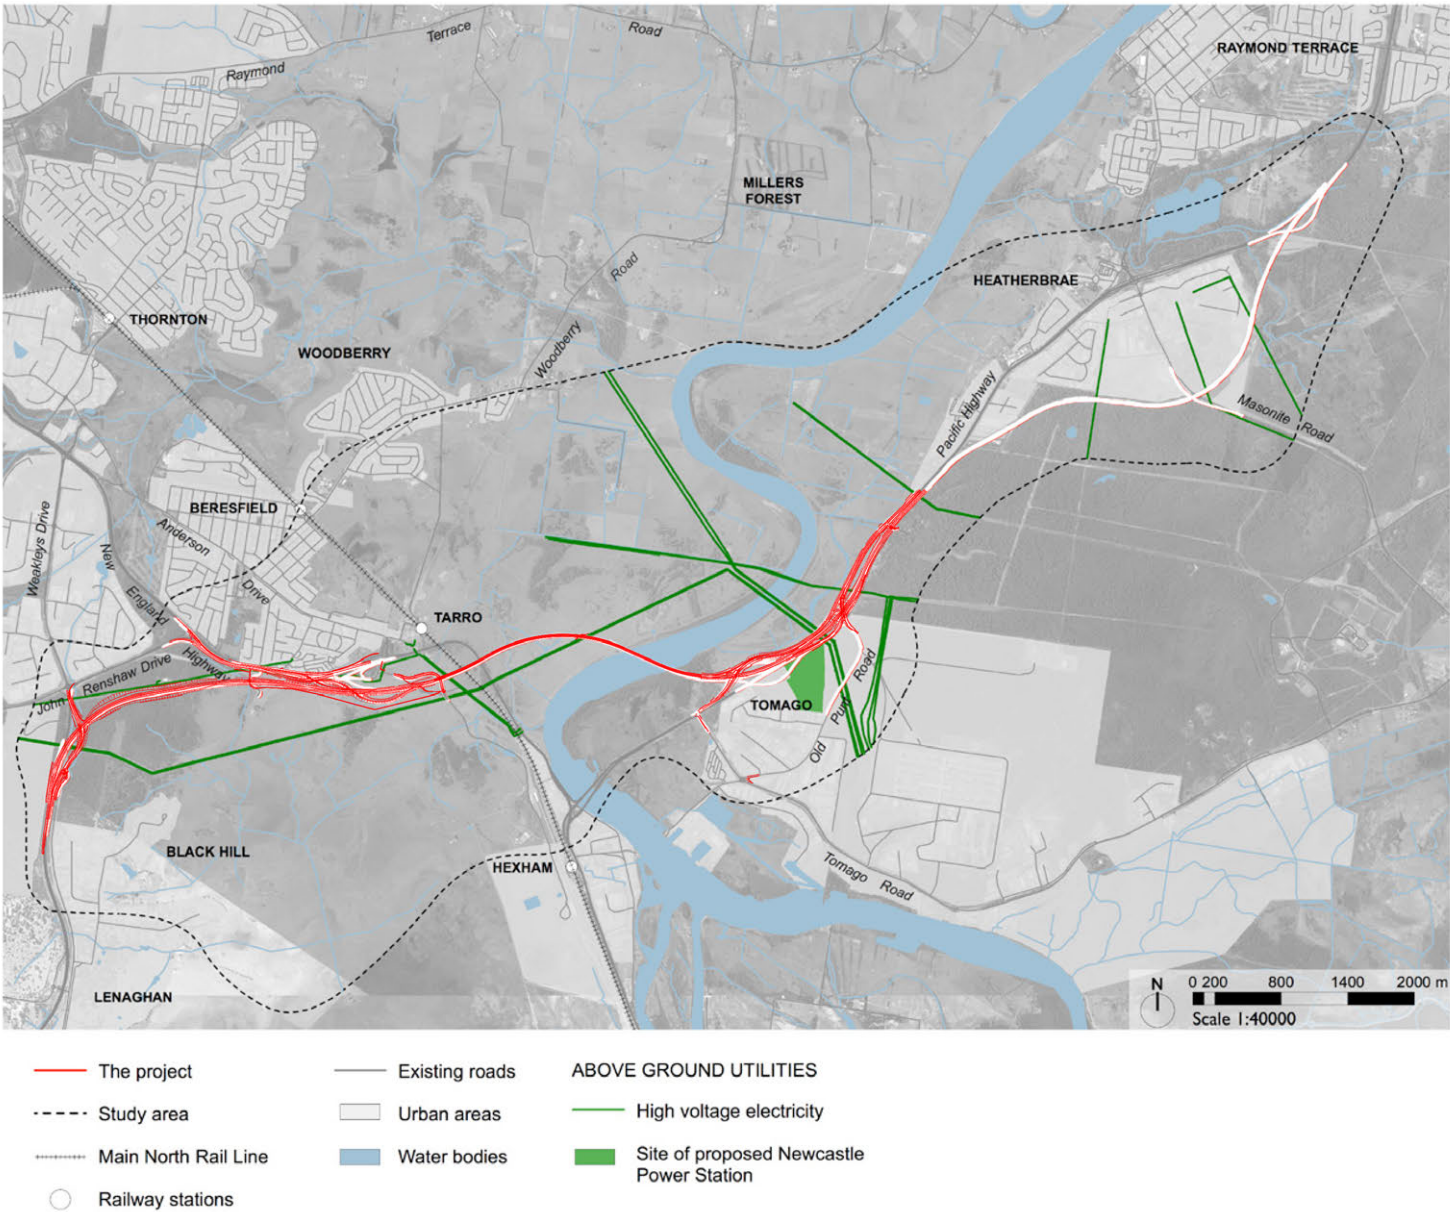 RAYMOND TERRACE
Terrace
Road
Raymond
MILLERS
FOREST
Road
HEATHERBRAE
THORNTON
WOODBERRY
Woodberry
Pacific Highway
Masonite
Road
BERESFIELD
Weakleys Drive
New
Anderson
England
Drive
TARRO
Highway
John
Renshaw Drive
TOMAGO
Old
Punt
Road
BLACK HILL
HEXHAM
Tomago
Road
LENAGHAN
N
0 200 800 1400 2000 m
Scale 1:40000
The project
Study area
Main North Rail Line
Railway stations
Existing roads
Urban areas
Water bodies
ABOVE GROUND UTILITIES
High voltage electricity
Site of proposed Newcastle
Power Station